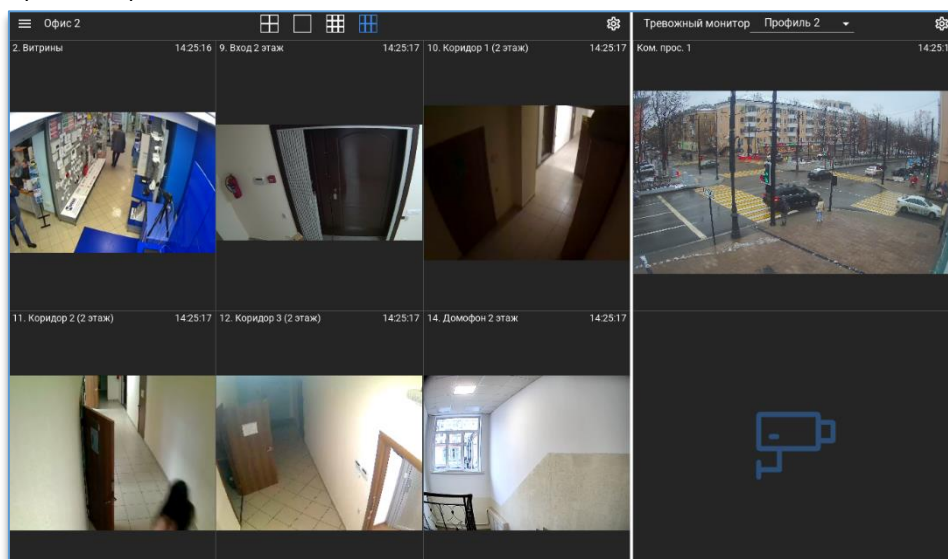 Офис 2
Тревожный монитор Профиль 2
2. Витрины 14:25:16
9. Вход 2 этаж 14:25:17
10. Коридор 1 (2 этаж) 14:25:17
Ком. прос. 1
11. Коридор 2 (2 этаж) 14:25:17
12. Коридор 3 (2 этаж) 14:25:17
14. Домофон 2 этаж 14:25:17